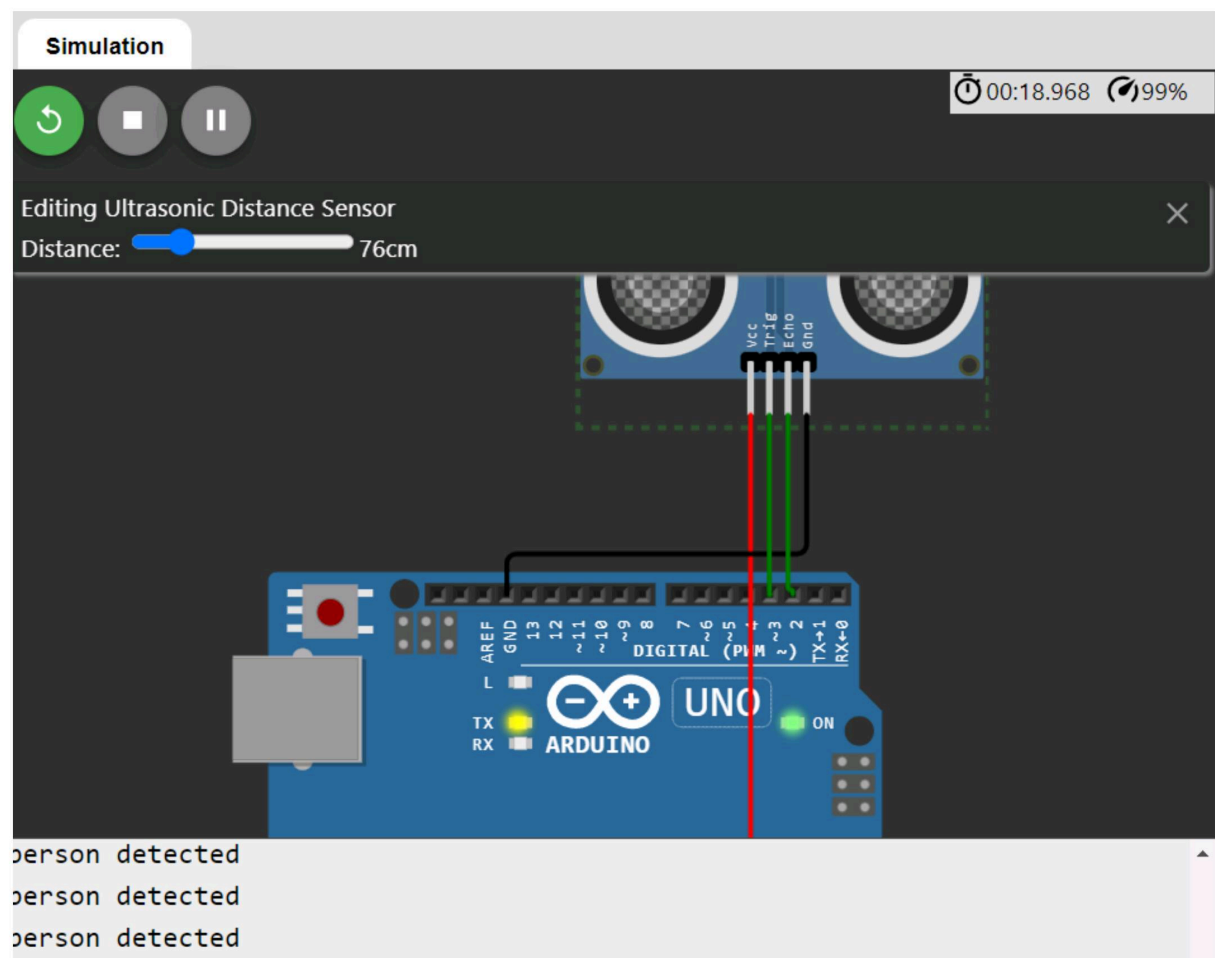 Simulation
00:18.968 99%
Editing Ultrasonic Distance Sensor
Distance: 76cm
Vcc
Trig
Echo
Gnd
AREF
GND
13
12
~11
~10
~9
8
7
~6
~5
4
~3
2
TX→1
RX←0
DIGITAL (PWM ~)
L
TX
RX
UNO
ON
ARDUINO
person detected
person detected
person detected